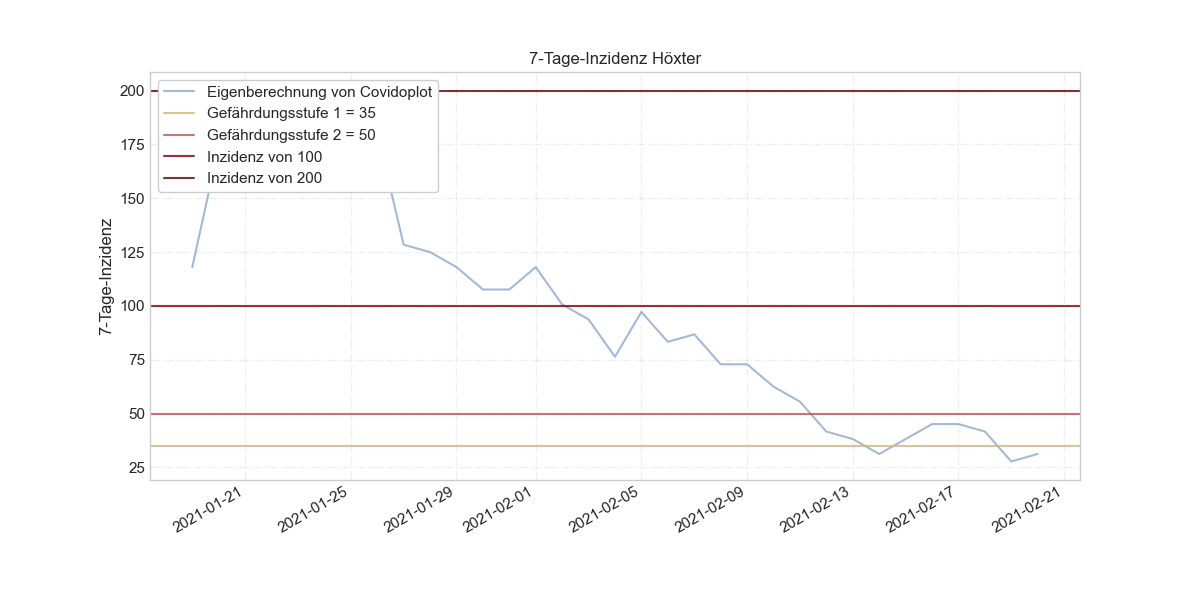 7-Tage-Inzidenz Höxter
7-Tage-Inzidenz
200
175
150
125
100
75
50
25
Eigenberechnung von Covidoplot
Gefährdungsstufe 1 = 35
Gefährdungsstufe 2 = 50
Inzidenz von 100
Inzidenz von 200
2021-01-21
2021-01-25
2021-01-29
2021-02-01
2021-02-05
2021-02-09
2021-02-13
2021-02-17
2021-02-21